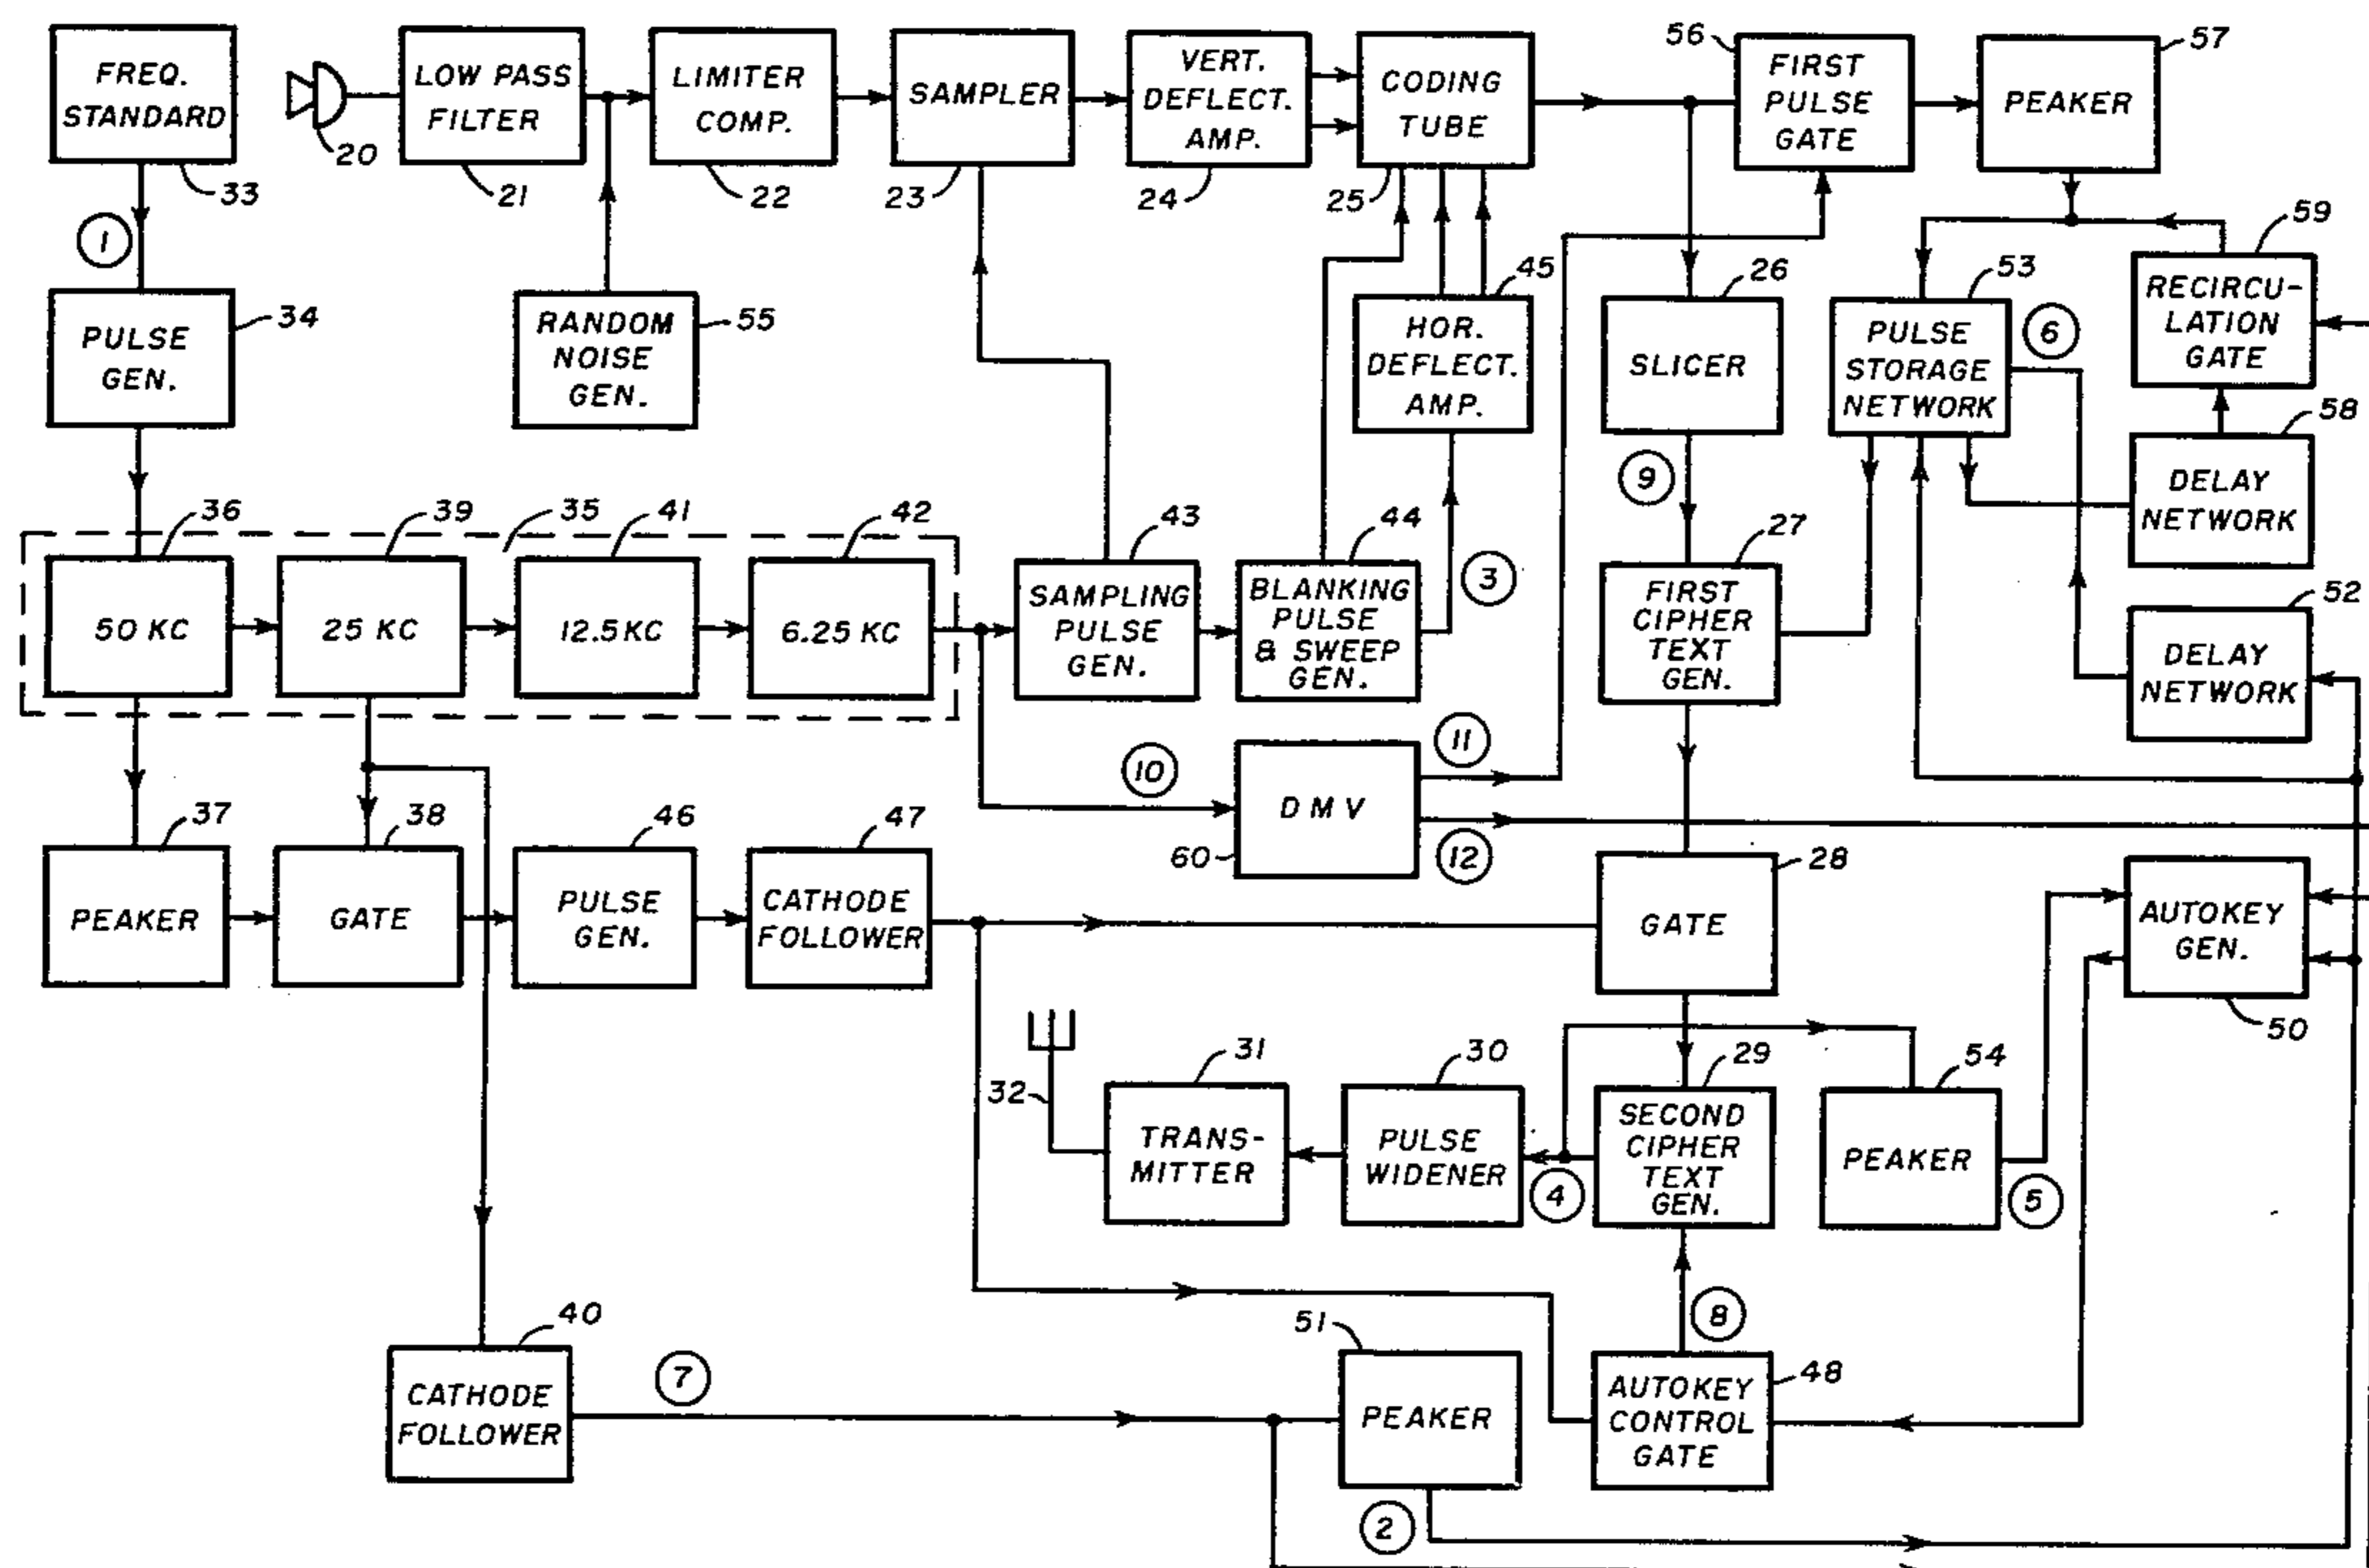 FREQ.
STANDARD
33
20
LOW PASS
FILTER
21
LIMITER
COMP.
22
SAMPLER
23
VERT.
DEFLECT.
AMP.
24
CODING
TUBE
25
56
FIRST
PULSE
GATE
57
PEAKER
1
PULSE
GEN.
34
RANDOM
NOISE
GEN.
55
HOR.
DEFLECT.
AMP.
45
26
SLICER
53
PULSE
STORAGE
NETWORK
6
59
RECIRCU-
LATION
GATE
58
DELAY
NETWORK
9
36
50 KC
39
25 KC
35
41
12.5 KC
42
6.25 KC
43
SAMPLING
PULSE
GEN.
44
BLANKING
PULSE
& SWEEP
GEN.
3
27
FIRST
CIPHER
TEXT
GEN.
52
DELAY
NETWORK
10
DMV
60
11
12
37
PEAKER
38
GATE
46
PULSE
GEN.
47
CATHODE
FOLLOWER
28
GATE
AUTOKEY
GEN.
50
32
31
TRANS-
MITTER
30
PULSE
WIDENER
4
29
SECOND
CIPHER
TEXT
GEN.
54
PEAKER
5
40
CATHODE
FOLLOWER
7
51
PEAKER
2
8
48
AUTOKEY
CONTROL
GATE